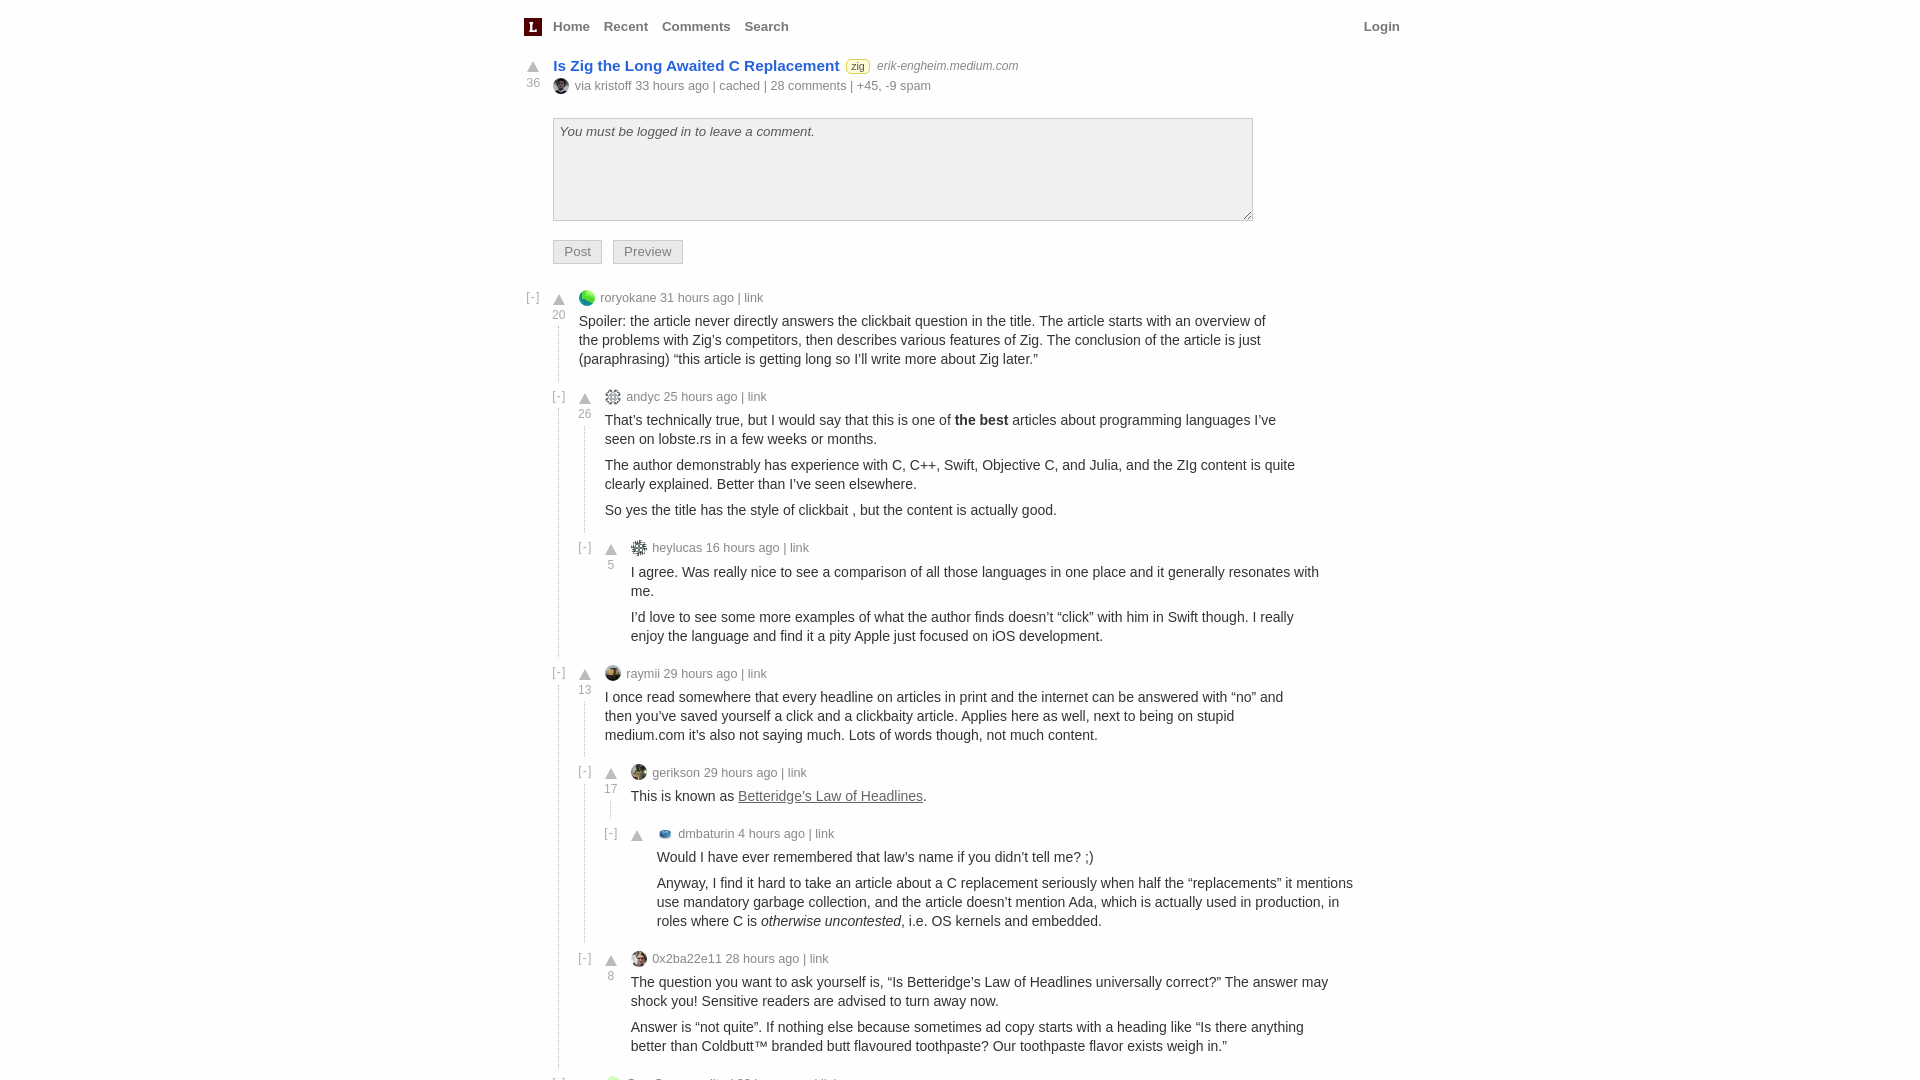 L Home Recent Comments Search Login
Is Zig the Long Awaited C Replacement zig erik-engheim.medium.com
36
via kristoff 33 hours ago | cached | 28 comments | +45, -9 spam
You must be logged in to leave a comment.
Post Preview
[-] roryokane 31 hours ago | link
20
Spoiler: the article never directly answers the clickbait question in the title. The article starts with an overview of
the problems with Zig’s competitors, then describes various features of Zig. The conclusion of the article is just
(paraphrasing) “this article is getting long so I’ll write more about Zig later.”
[-] andyc 25 hours ago | link
26
That’s technically true, but I would say that this is one of the best articles about programming languages I’ve
seen on lobste.rs in a few weeks or months.
The author demonstrably has experience with C, C++, Swift, Objective C, and Julia, and the ZIg content is quite
clearly explained. Better than I’ve seen elsewhere.
So yes the title has the style of clickbait , but the content is actually good.
[-] heylucas 16 hours ago | link
5
I agree. Was really nice to see a comparison of all those languages in one place and it generally resonates with
me.
I’d love to see some more examples of what the author finds doesn’t “click” with him in Swift though. I really
enjoy the language and find it a pity Apple just focused on iOS development.
[-] raymii 29 hours ago | link
13
I once read somewhere that every headline on articles in print and the internet can be answered with “no” and
then you’ve saved yourself a click and a clickbaity article. Applies here as well, next to being on stupid
medium.com it’s also not saying much. Lots of words though, not much content.
[-] gerikson 29 hours ago | link
17
This is known as Betteridge’s Law of Headlines.
[-] dmbaturin 4 hours ago | link
Would I have ever remembered that law’s name if you didn’t tell me? ;)
Anyway, I find it hard to take an article about a C replacement seriously when half the “replacements” it mentions
use mandatory garbage collection, and the article doesn’t mention Ada, which is actually used in production, in
roles where C is otherwise uncontested, i.e. OS kernels and embedded.
[-] 0x2ba22e11 28 hours ago | link
8
The question you want to ask yourself is, “Is Betteridge’s Law of Headlines universally correct?” The answer may
shock you! Sensitive readers are advised to turn away now.
Answer is “not quite”. If nothing else because sometimes ad copy starts with a heading like “Is there anything
better than Coldbutt™ branded butt flavoured toothpaste? Our toothpaste flavor exists weigh in.”